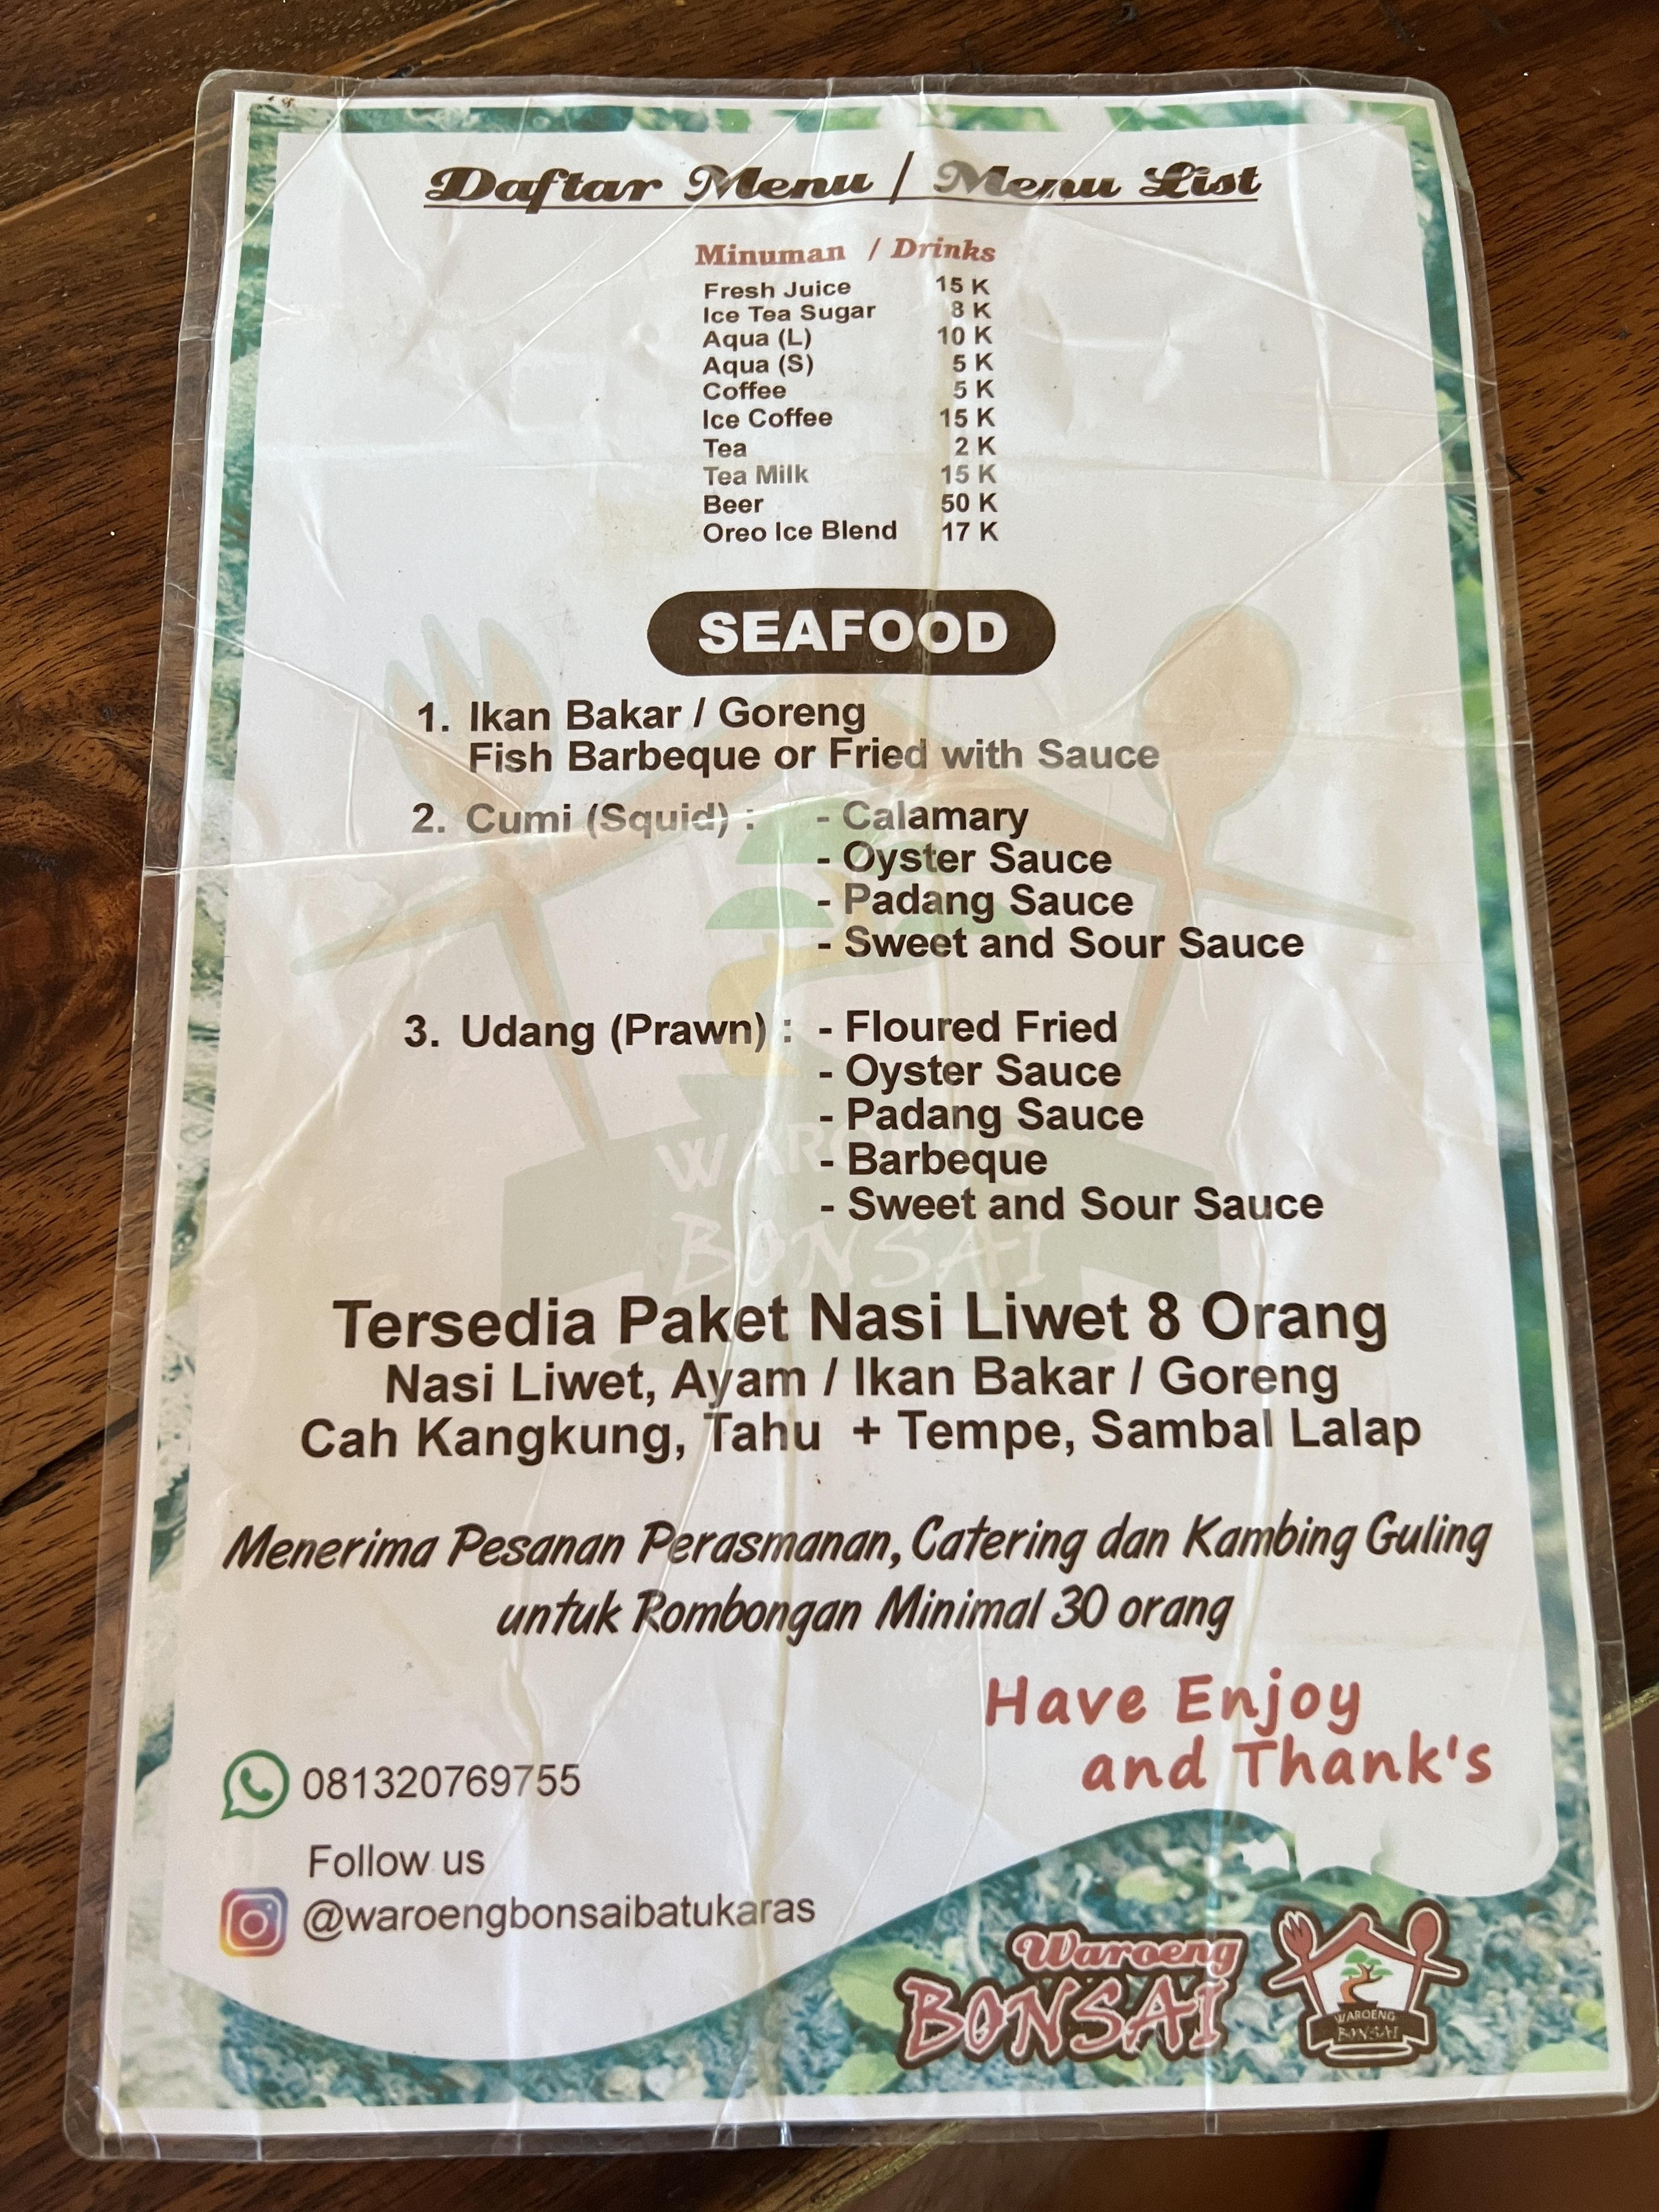 Daftar Menu / Menu List
Minuman / Drinks
Fresh Juice 15 K
Ice Tea Sugar 8 K
Aqua (L) 10 K
Aqua (S) 5 K
Coffee 5 K
Ice Coffee 15 K
Tea 2 K
Tea Milk 15 K
Beer 50 K
Oreo Ice Blend 17 K
SEAFOOD
1. Ikan Bakar / Goreng
Fish Barbeque or Fried with Sauce
2. Cumi (Squid) : - Calamary
- Oyster Sauce
- Padang Sauce
- Sweet and Sour Sauce
3. Udang (Prawn) : - Floured Fried
- Oyster Sauce
- Padang Sauce
- Barbeque
- Sweet and Sour Sauce
WAROENG
BONSAI
Tersedia Paket Nasi Liwet 8 Orang
Nasi Liwet, Ayam / Ikan Bakar / Goreng
Cah Kangkung, Tahu + Tempe, Sambal Lalap
Menerima Pesanan Perasmanan, Catering dan Kambing Guling
untuk Rombongan Minimal 30 orang
Have Enjoy
and Thank's
081320769755
Follow us
@waroengbonsaibatukaras
Waroeng
BONSAI
WAROENG
BONSAI